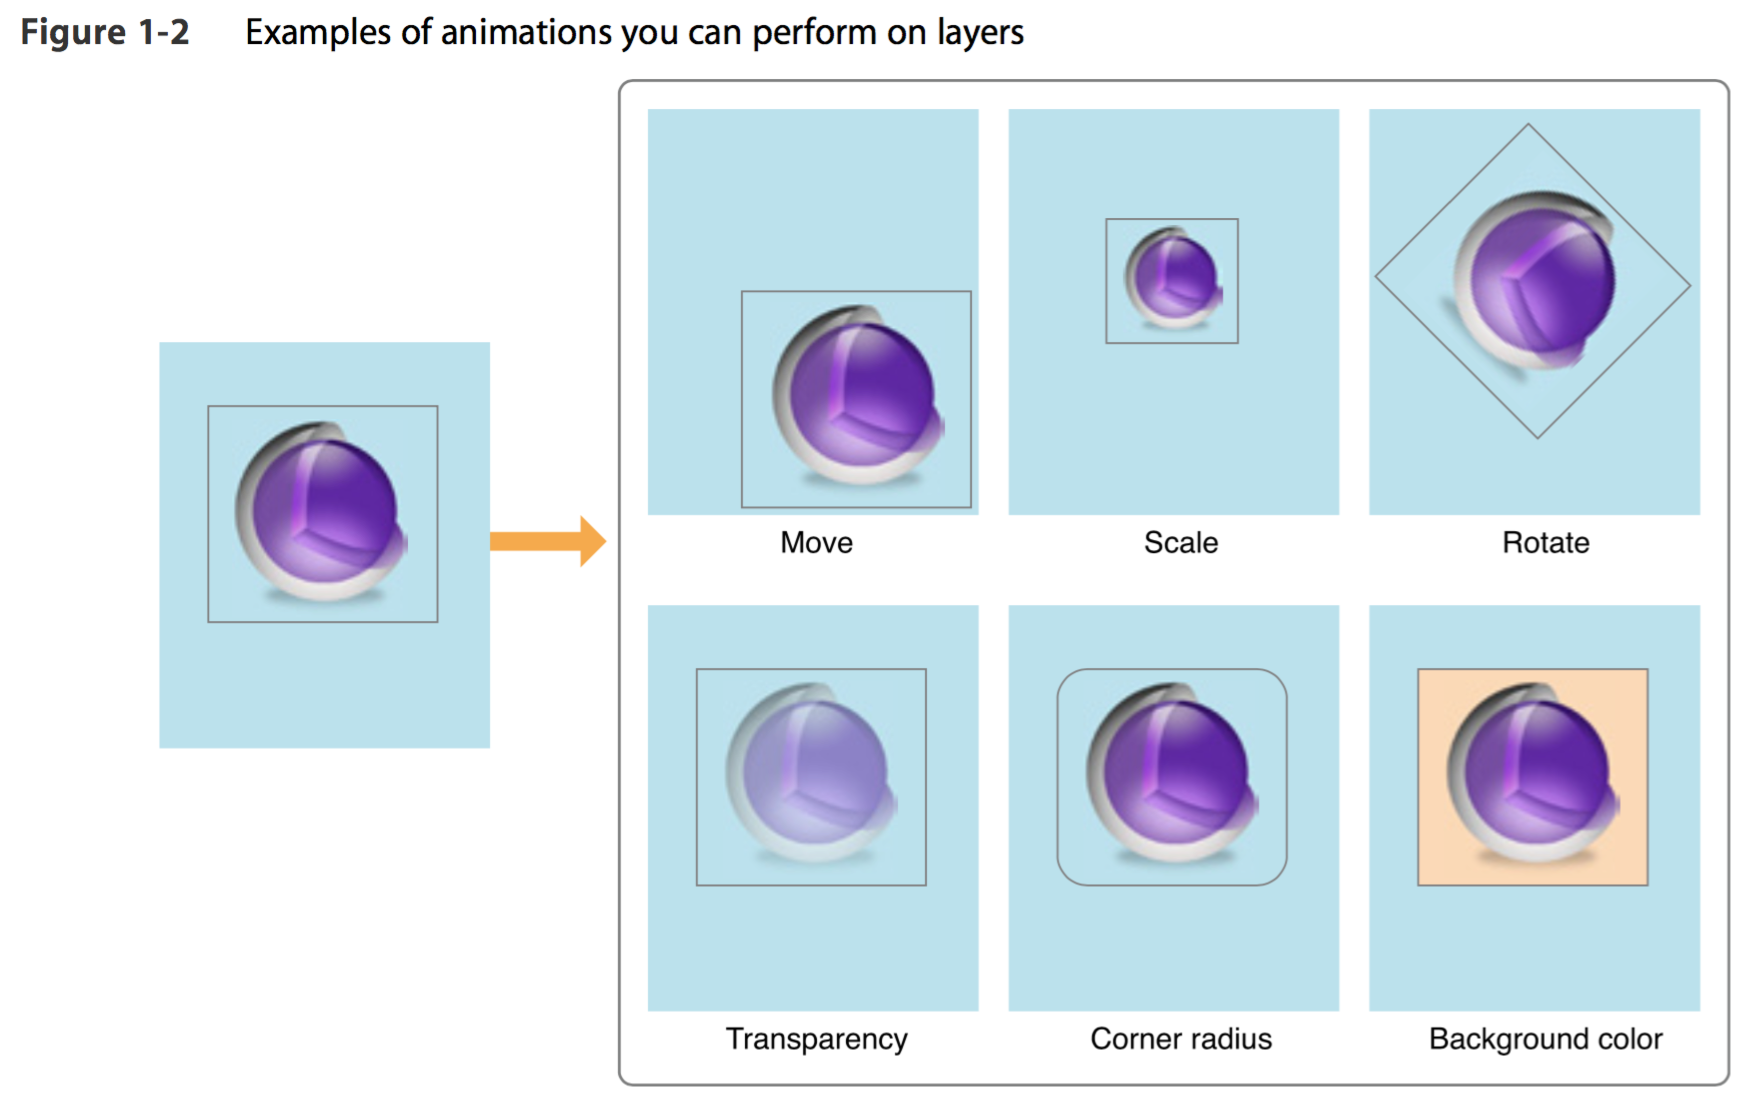 Figure 1-2 Examples of animations you can perform on layers
Move
Scale
Rotate
Transparency
Corner radius
Background color